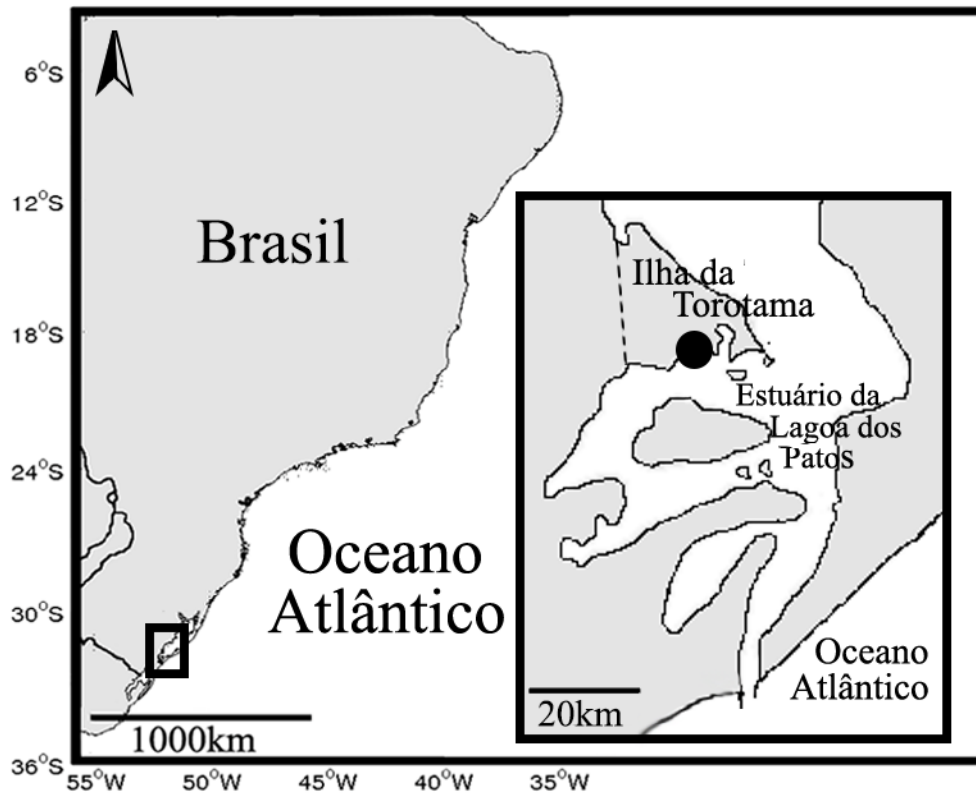 6°S
12°S
18°S
24°S
30°S
36°S
Brasil
Oceano
Atlântico
1000km
55°W
50°W
45°W
40°W
35°W
Ilha da
Torotama
Estuário da
Lagoa dos
Patos
Oceano
Atlântico
20km